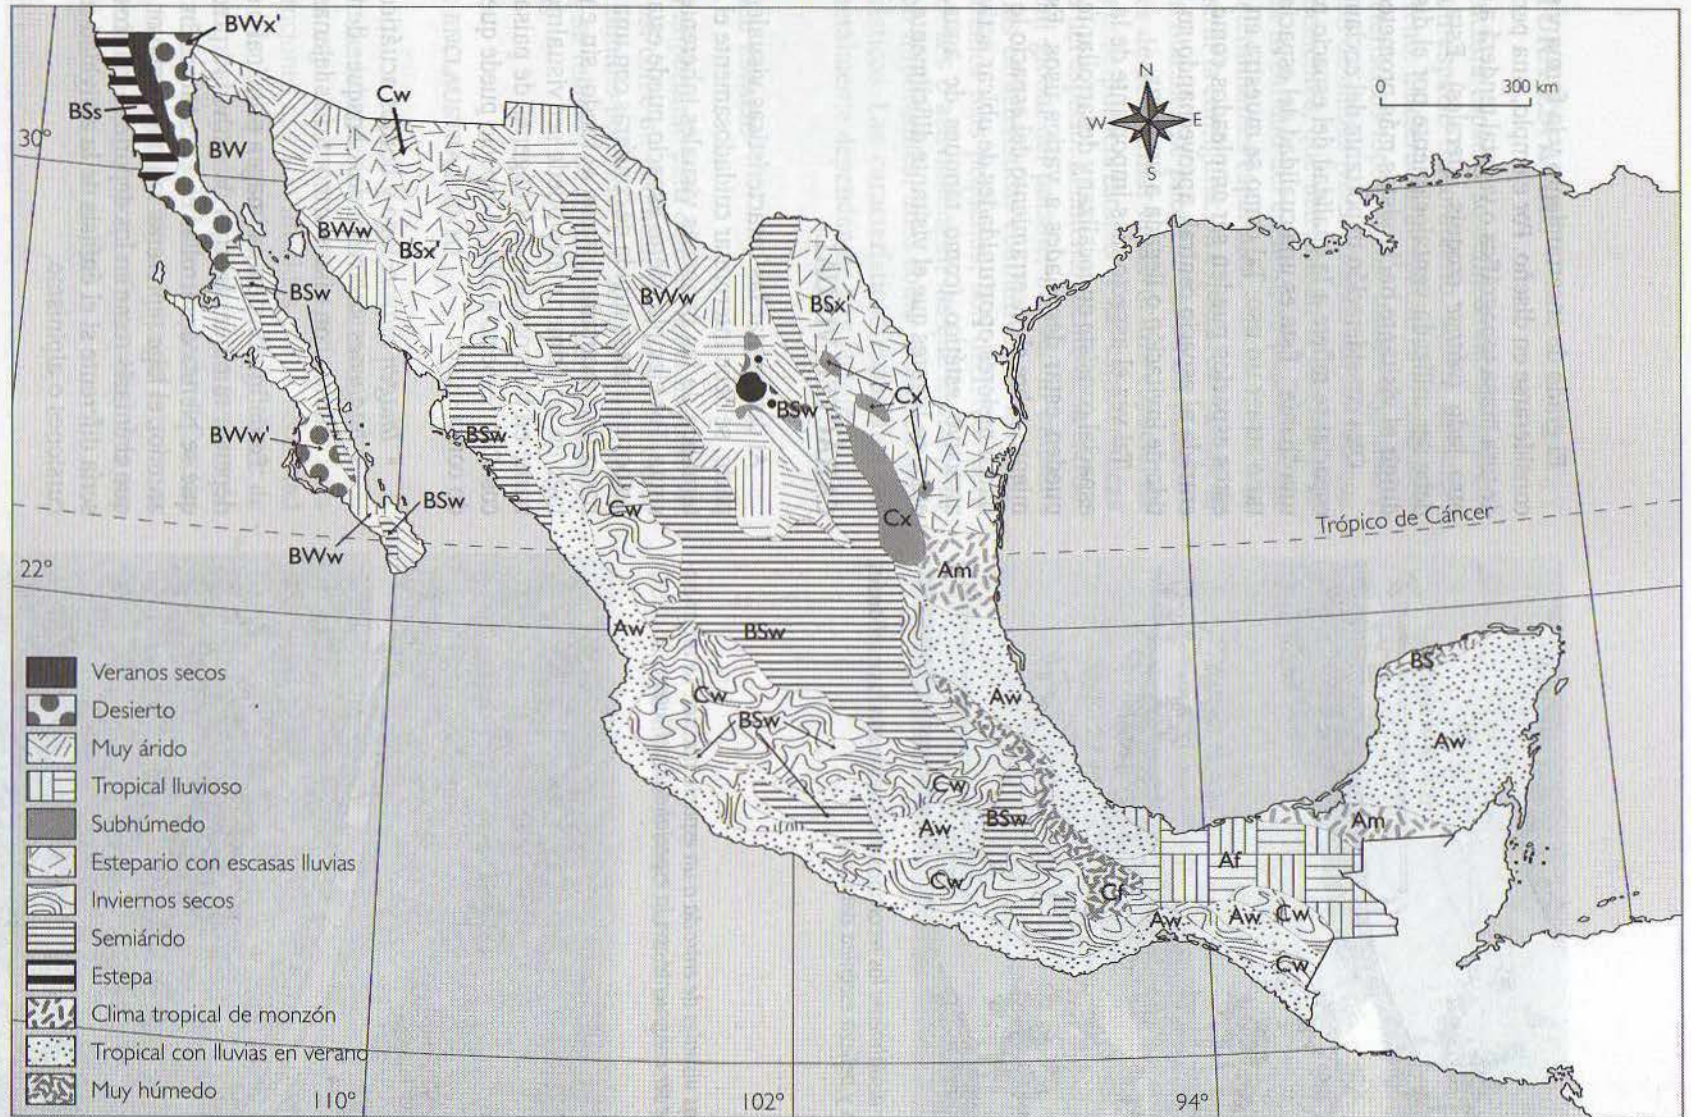 BWx'
N
Cw
0 300 km
BSs
W
E
30°
BW
S
BWw
BSx'
BSw
BWw
BSx'
Cx
BSw
BWw'
BSw
BSw
Cw
Cx
Trópico de Cáncer
BWw
22°
Am
Aw
BSw
BS
Veranos secos
Cw
Aw
Desierto
BSw
Aw
Muy árido
Tropical lluvioso
Cw
Subhúmedo
Aw
BSw
Am
Estepario con escasas lluvias
Af
Inviernos secos
Cw
Cf
Aw
Aw
Cw
Semiárido
Estepa
Cw
Clima tropical de monzón
Tropical con lluvias en verano
Muy húmedo
110°
102°
94°